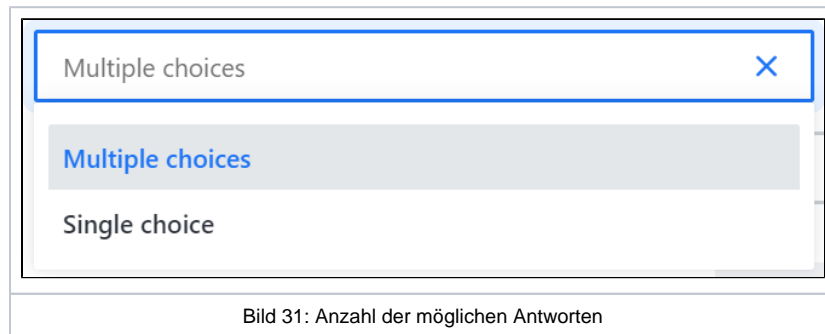 Multiple choices
Multiple choices
Single choice
Bild 31: Anzahl der möglichen Antworten